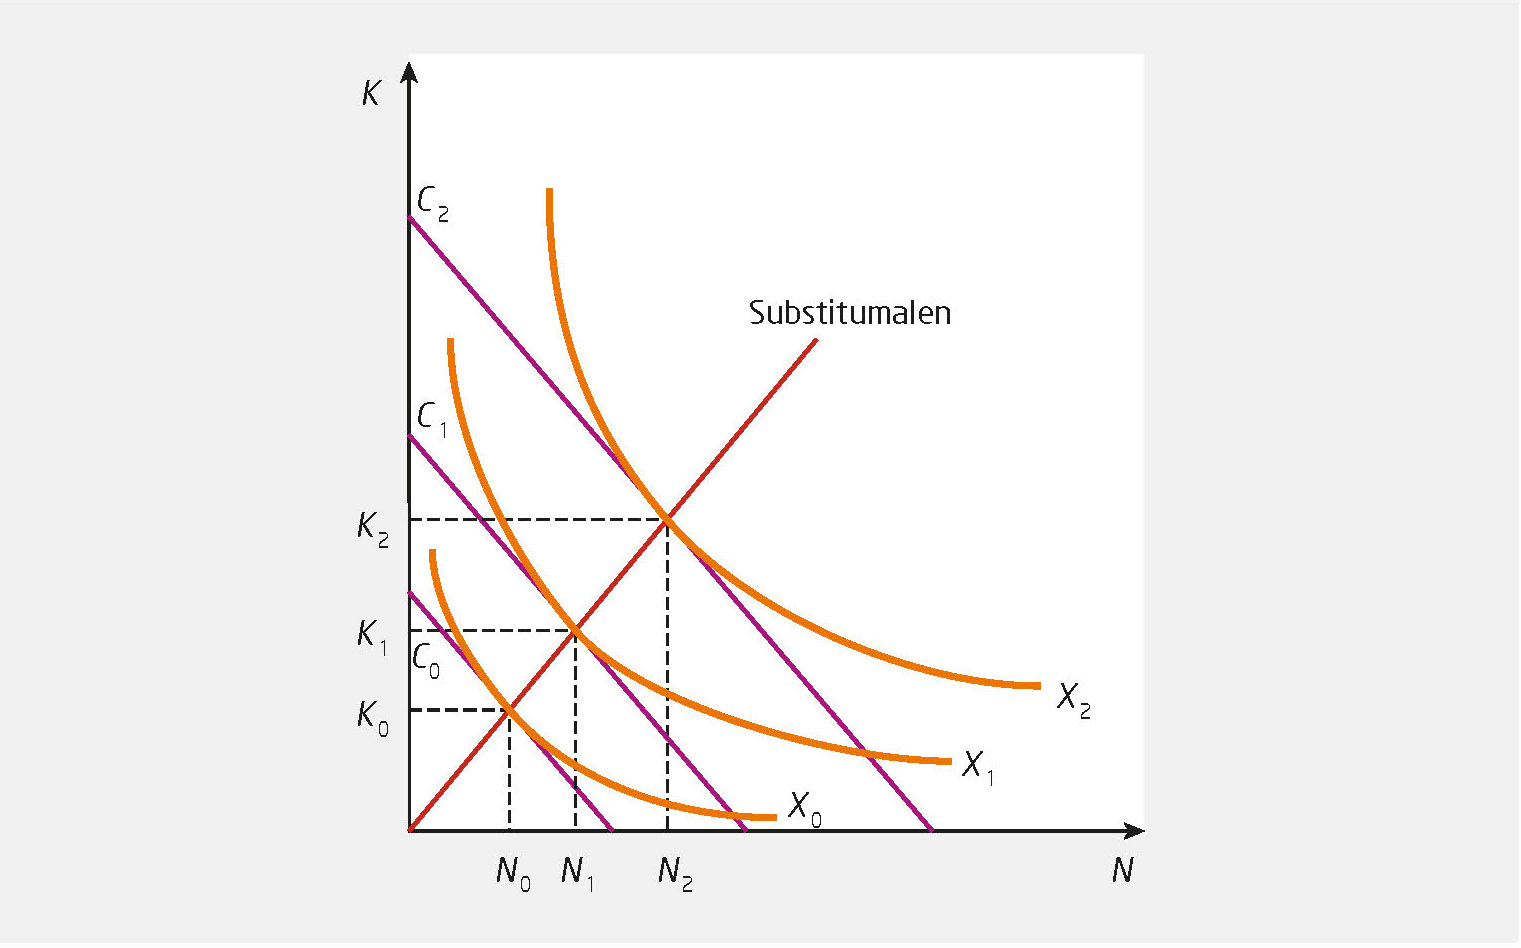 K
C2
Substitumalen
C1
K2
K1
C0
K0
X2
X1
X0
N0 N1 N2 N